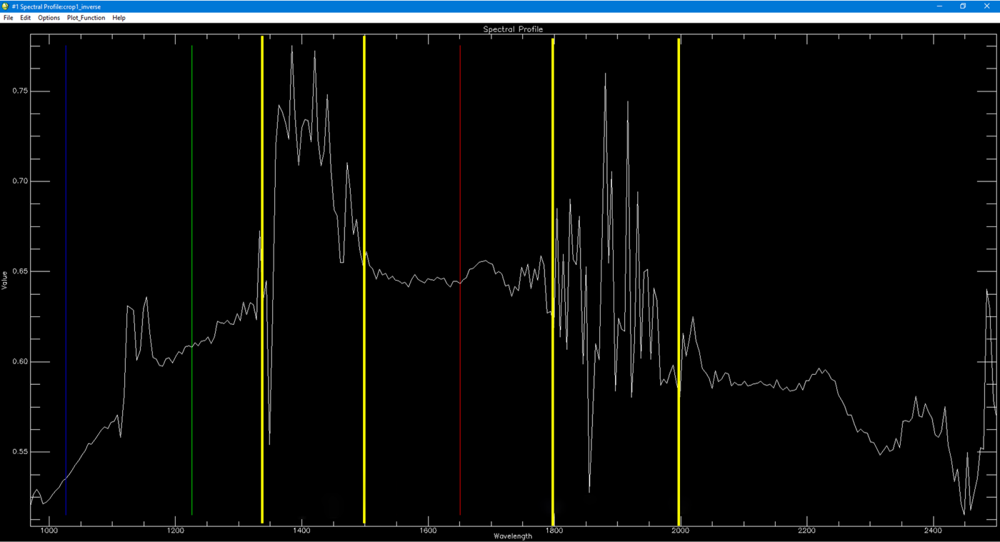 #1 Spectral Profile:crop1_inverse
File Edit Options Plot_Function Help
Spectral Profile
0.75
0.70
0.65
0.60
0.55
Value
1000 1200 1400 1600 1800 2000 2200 2400
Wavelength